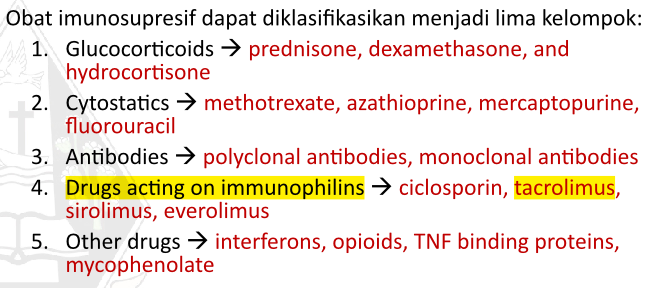 Obat imunosupresif dapat diklasifikasikan menjadi lima kelompok:
1. Glucocorticoids → prednisone, dexamethasone, and
hydrocortisone
2. Cytostatics → methotrexate, azathioprine, mercaptopurine,
fluorouracil
3. Antibodies → polyclonal antibodies, monoclonal antibodies
4. Drugs acting on immunophilins → ciclosporin, tacrolimus,
sirolimus, everolimus
5. Other drugs → interferons, opioids, TNF binding proteins,
mycophenolate